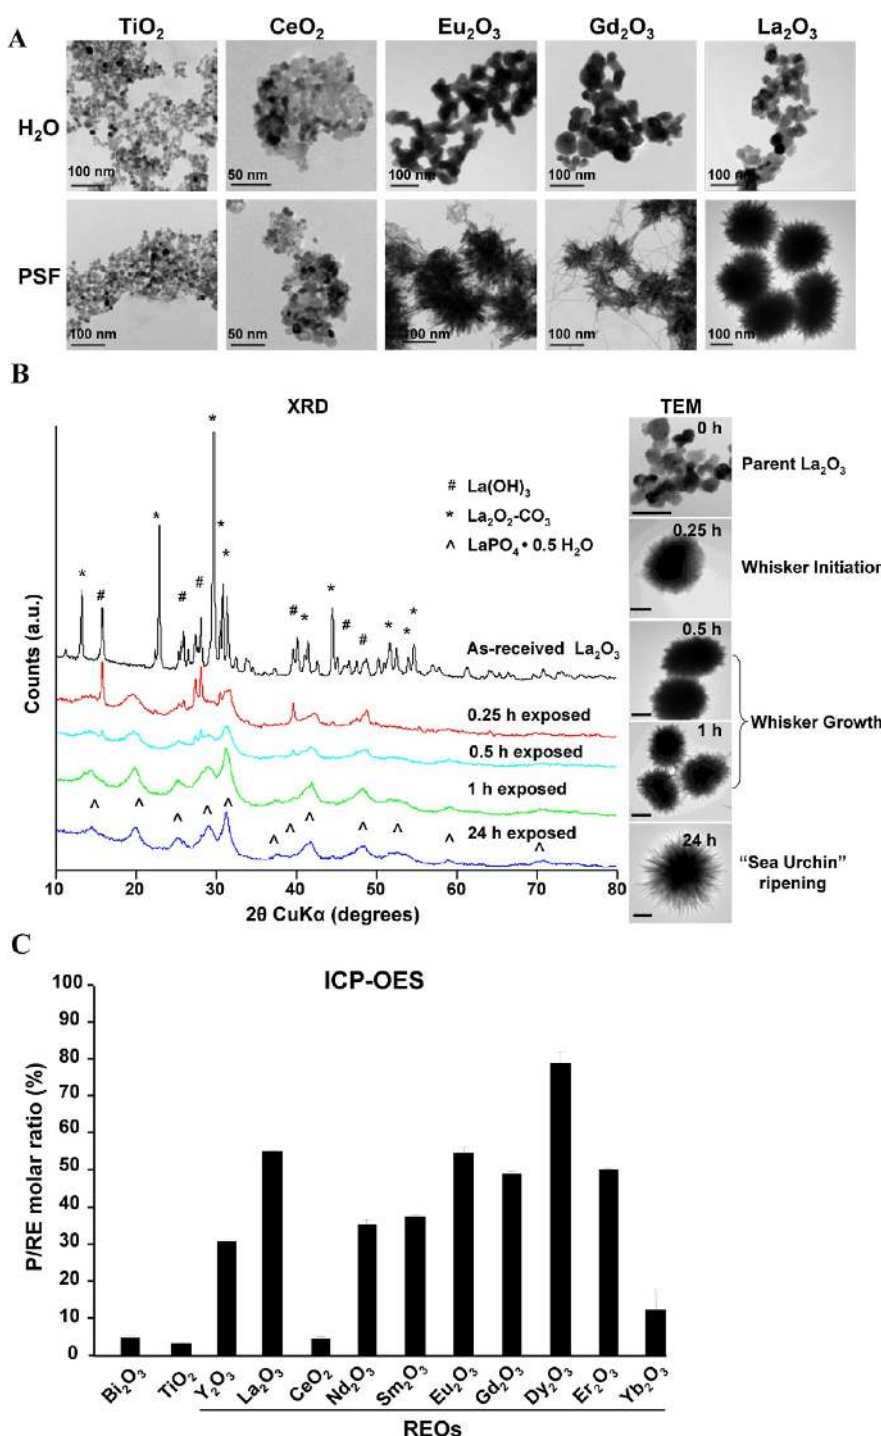 A
TiO₂ CeO₂ Eu₂O₃ Gd₂O₃ La₂O₃
H₂O
100 nm 50 nm 100 nm 100 nm 100 nm
PSF
100 nm 50 nm 100 nm 100 nm 100 nm
B
XRD TEM
# La(OH)₃
* La₂O₂-CO₃
^ LaPO₄ • 0.5 H₂O
Counts (a.u.)
As-received La₂O₃
0.25 h exposed
0.5 h exposed
1 h exposed
24 h exposed
10 20 30 40 50 60 70 80
2θ CuKα (degrees)
0 h
Parent La₂O₃
0.25 h
Whisker Initiation
0.5 h
Whisker Growth
1 h
24 h
“Sea Urchin”
ripening
C
ICP-OES
P/RE molar ratio (%)
100
90
80
70
60
50
40
30
20
10
0
Bi₂O₃ TiO₂ Y₂O₃ La₂O₃ CeO₂ Nd₂O₃ Sm₂O₃ Eu₂O₃ Gd₂O₃ Dy₂O₃ Er₂O₃ Yb₂O₃
REOs